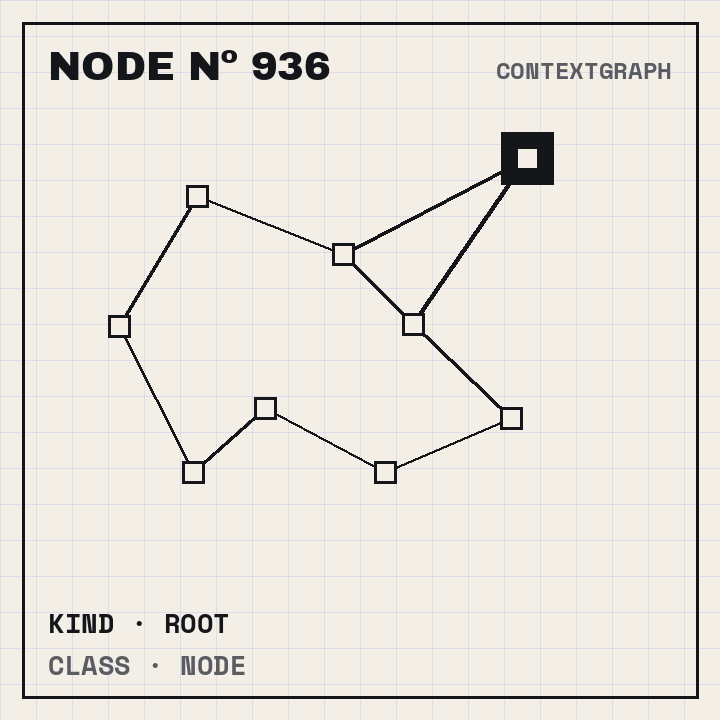 NODE Nº 936
CONTEXTGRAPH
KIND · ROOT
CLASS · NODE